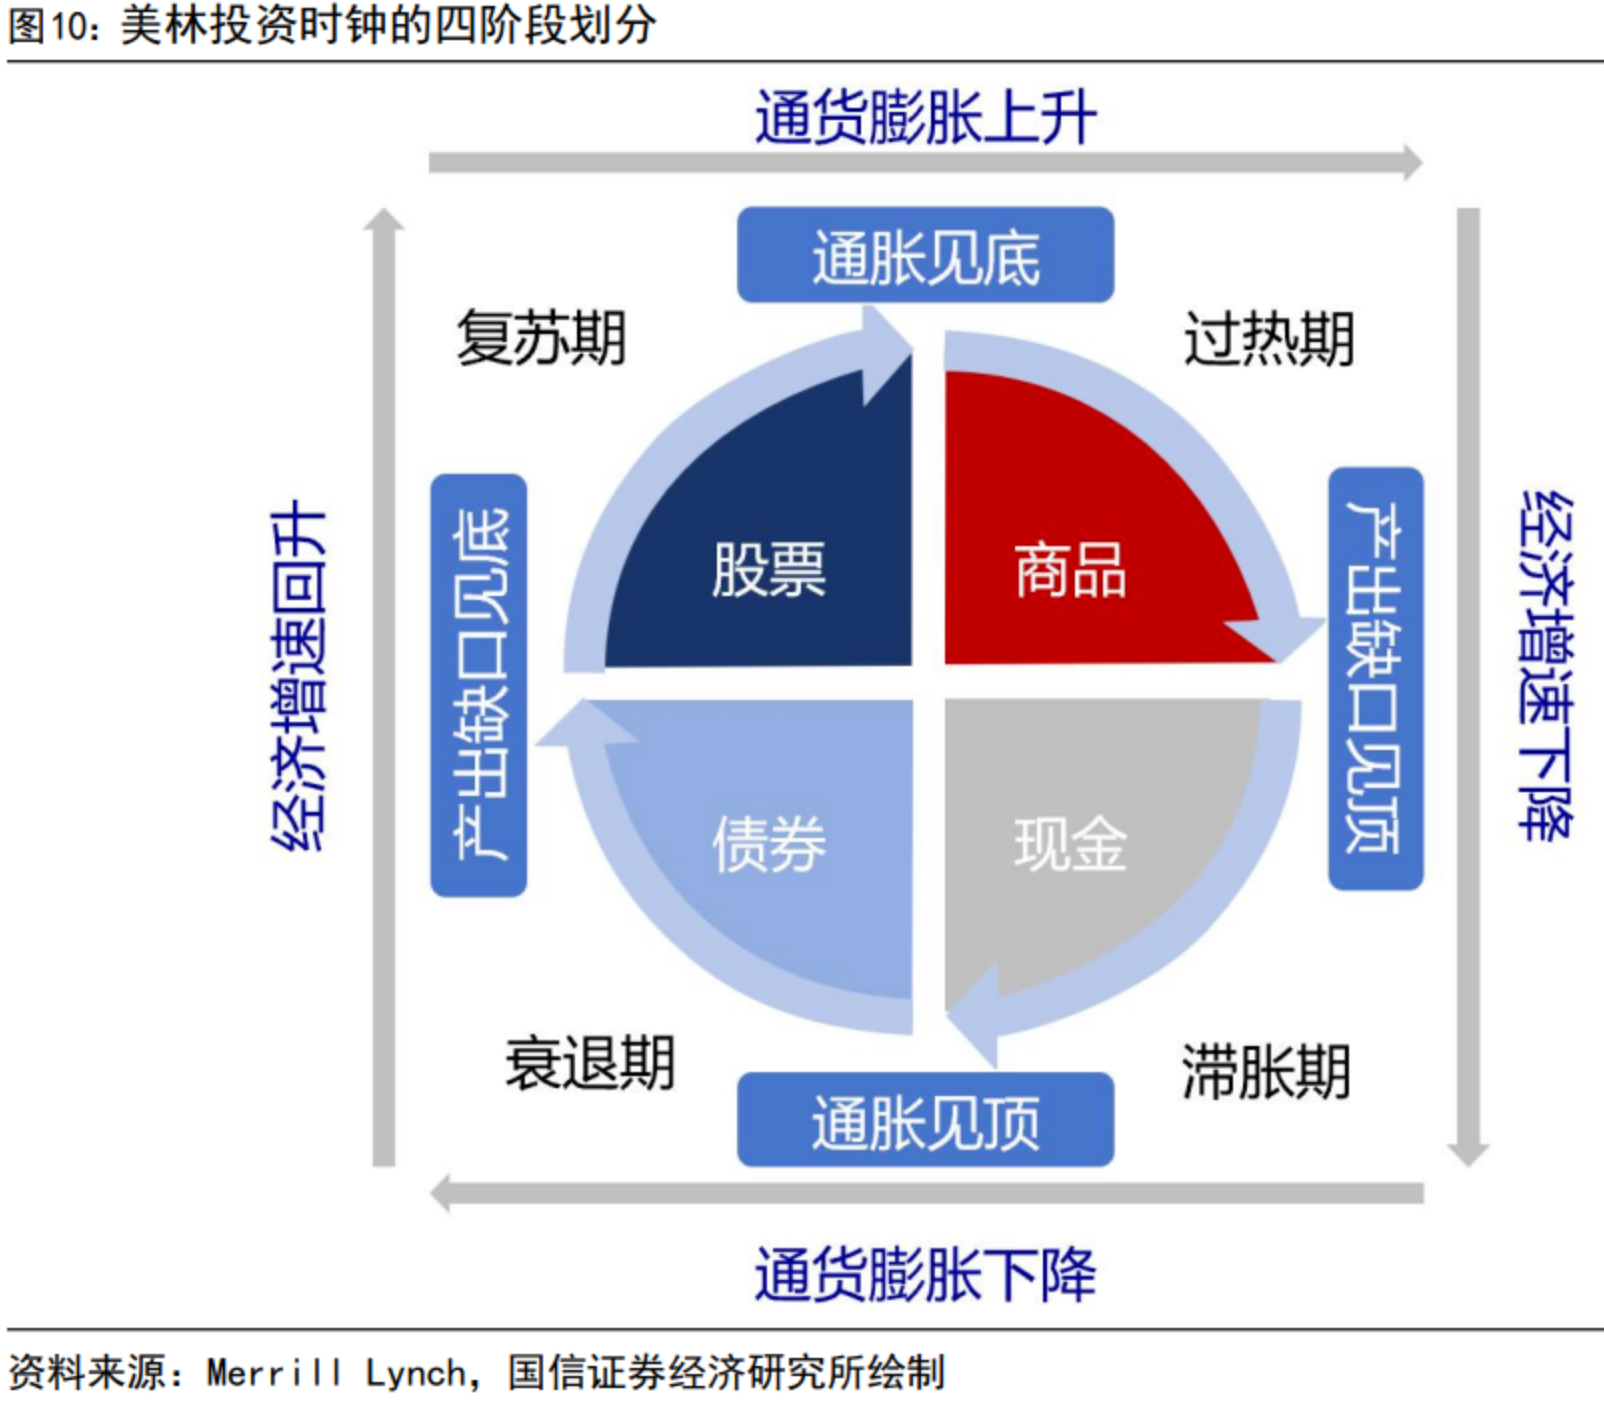 图10：美林投资时钟的四阶段划分
通货膨胀上升
通胀见底
复苏期
过热期
经济增速回升
产出缺口见底
股票
商品
产出缺口见顶
经济增速下降
债券
现金
衰退期
滞胀期
通胀见顶
通货膨胀下降
资料来源：Merrill Lynch，国信证券经济研究所绘制